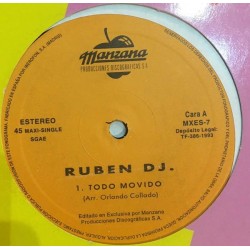 Manzana
PRODUCCIONES DISCOGRAFICAS S.A.
ESTEREO
45 MAXI-SINGLE
SGAE
Cara A
MXES-7
Depósito Legal:
TF-386-1993
RUBEN DJ.
1. TODO MOVIDO
(Arr. Orlando Collado)
Editado en Exclusiva por Manzana
Producciones Discográficas S.A.